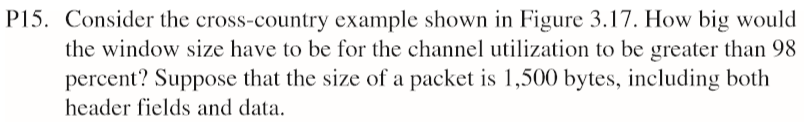 P15. Consider the cross-country example shown in Figure 3.17. How big would
the window size have to be for the channel utilization to be greater than 98
percent? Suppose that the size of a packet is 1,500 bytes, including both
header fields and data.